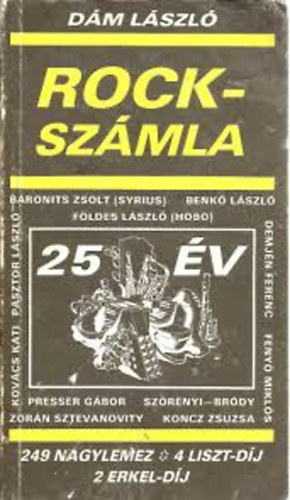 DÁM LÁSZLÓ
ROCK-
SZÁMLA
BARONITS ZSOLT (SYRIUS) BENKŐ LÁSZLÓ
FÖLDES LÁSZLÓ (HOBO)
KOVÁCS KATI PÁSZTOR LÁSZLÓ
25 ÉV
DEMJÉN FERENC FENYŐ MIKLÓS
PRESSER GÁBOR SZÖRÉNYI—BRÓDY
ZORÁN SZTEVANOVITY KONCZ ZSUZSA
249 NAGYLEMEZ ☆ 4 LISZT-DÍJ
2 ERKEL-DÍJ